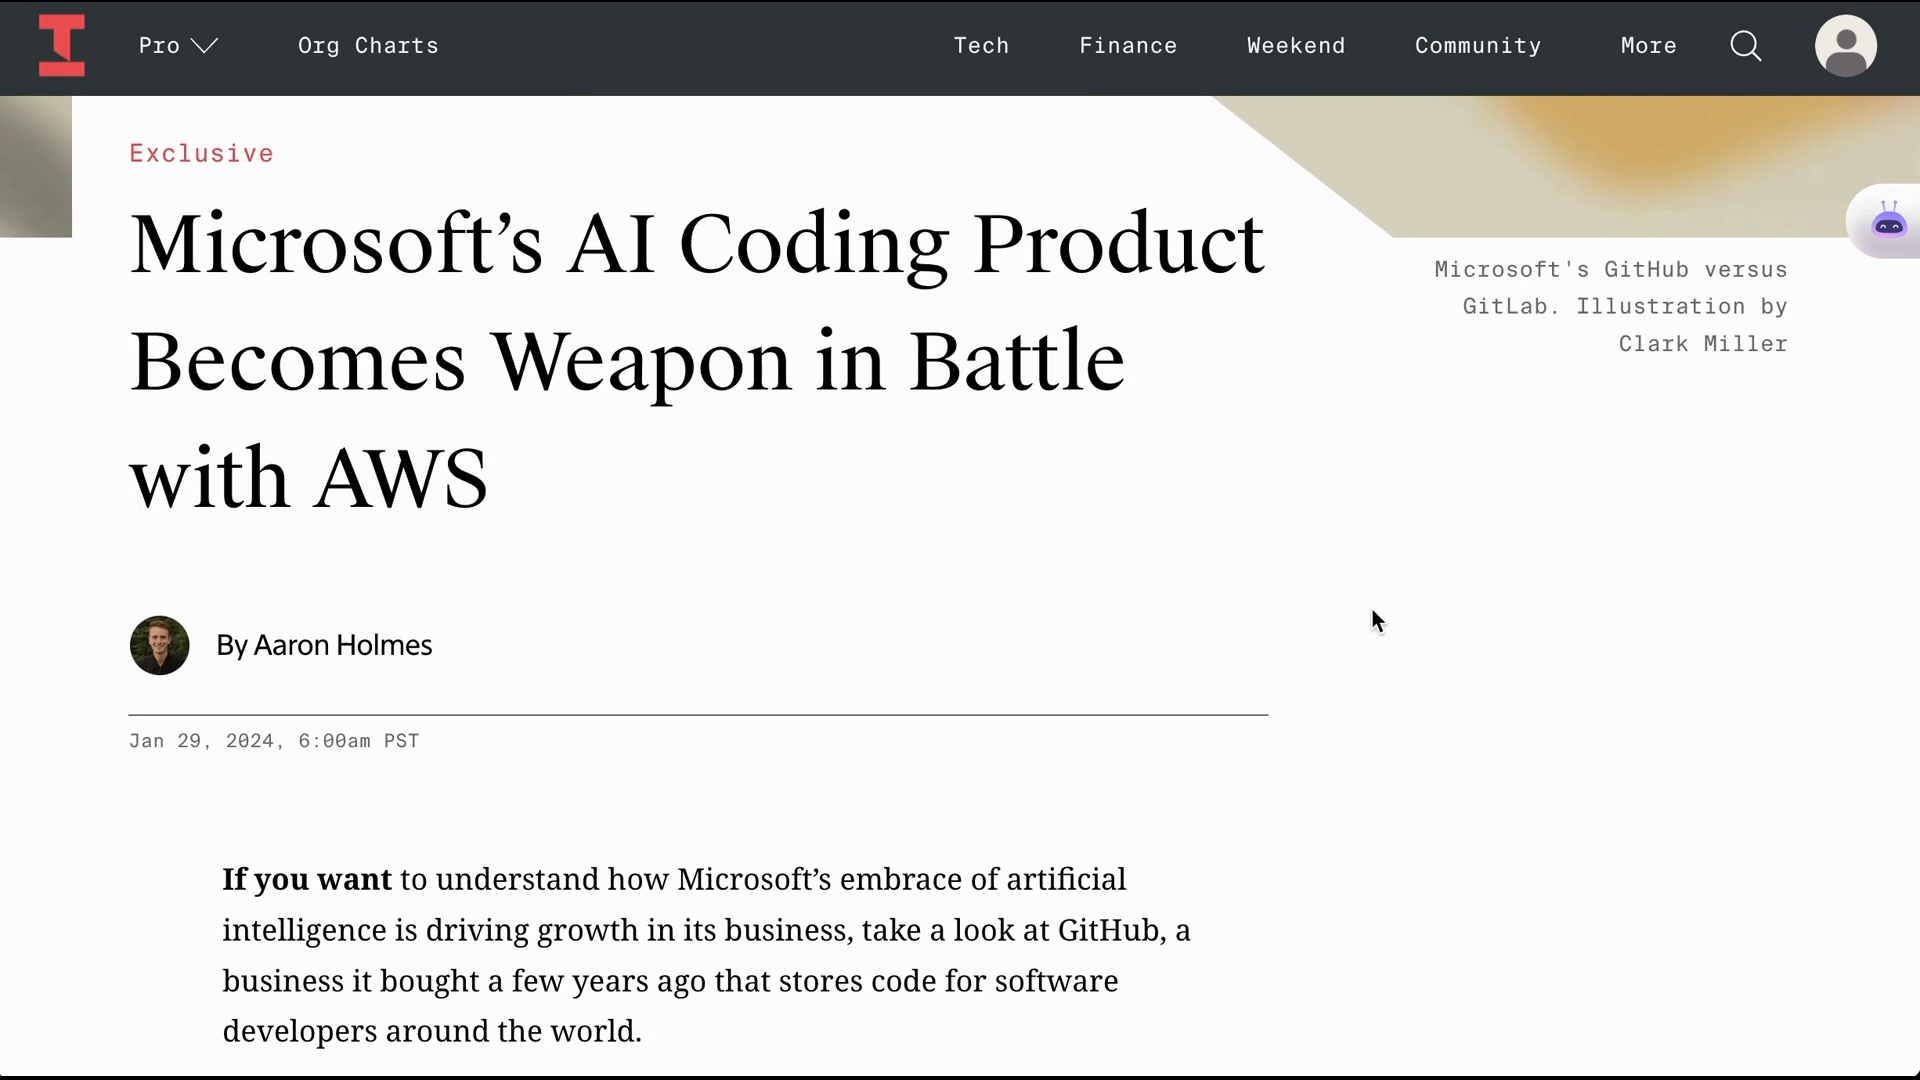 Pro
Org Charts
Tech
Finance
Weekend
Community
More
Exclusive
Microsoft’s AI Coding Product
Becomes Weapon in Battle
with AWS
Microsoft's GitHub versus
GitLab. Illustration by
Clark Miller
By Aaron Holmes
Jan 29, 2024, 6:00am PST
If you want to understand how Microsoft’s embrace of artificial
intelligence is driving growth in its business, take a look at GitHub, a
business it bought a few years ago that stores code for software
developers around the world.